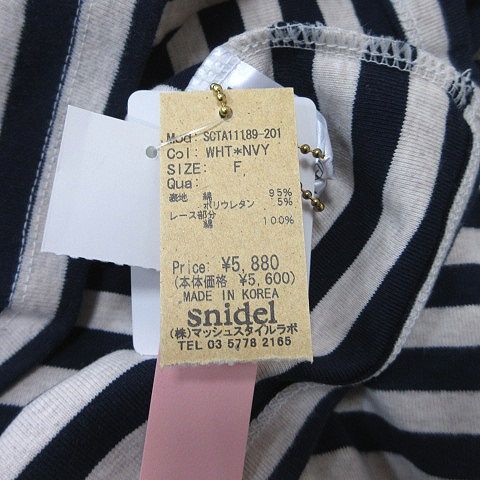 Mod: SCTA111189-201
Col: WHT*NVY
SIZE: F
Qua:
表地 綿 95%
ポリウレタン 5%
レース部分
綿 100%
Price: ¥5,880
(本体価格 ¥5,600)
MADE IN KOREA
snidel
(株)マッシュスタイルラボ
TEL 03 5778 2165